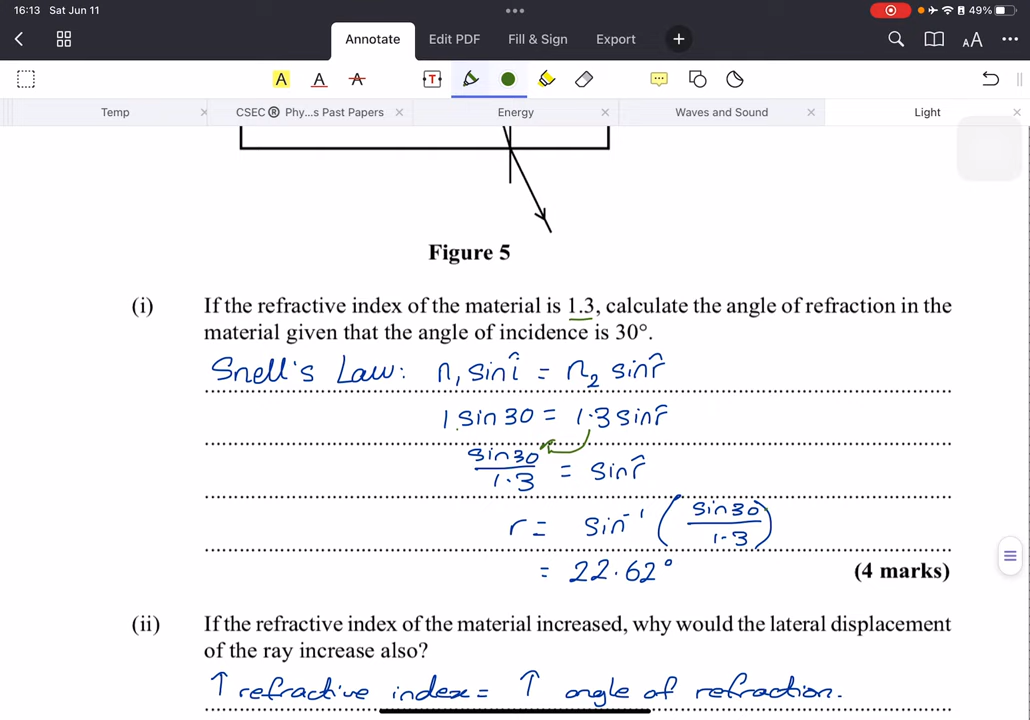 16:13 Sat Jun 11
49%
Annotate Edit PDF Fill & Sign Export
Temp CSEC ® Phy...s Past Papers Energy Waves and Sound Light
Figure 5
(i) If the refractive index of the material is 1.3, calculate the angle of refraction in the
material given that the angle of incidence is 30°.
Snell's Law: n₁ sin î = n₂ sin r̂
1 sin 30 = 1.3 sin r̂
sin 30 / 1.3 = sin r̂
r = sin⁻¹ ( sin 30 / 1.3 )
= 22.62°
(4 marks)
(ii) If the refractive index of the material increased, why would the lateral displacement
of the ray increase also?
↑ refractive index = ↑ angle of refraction.